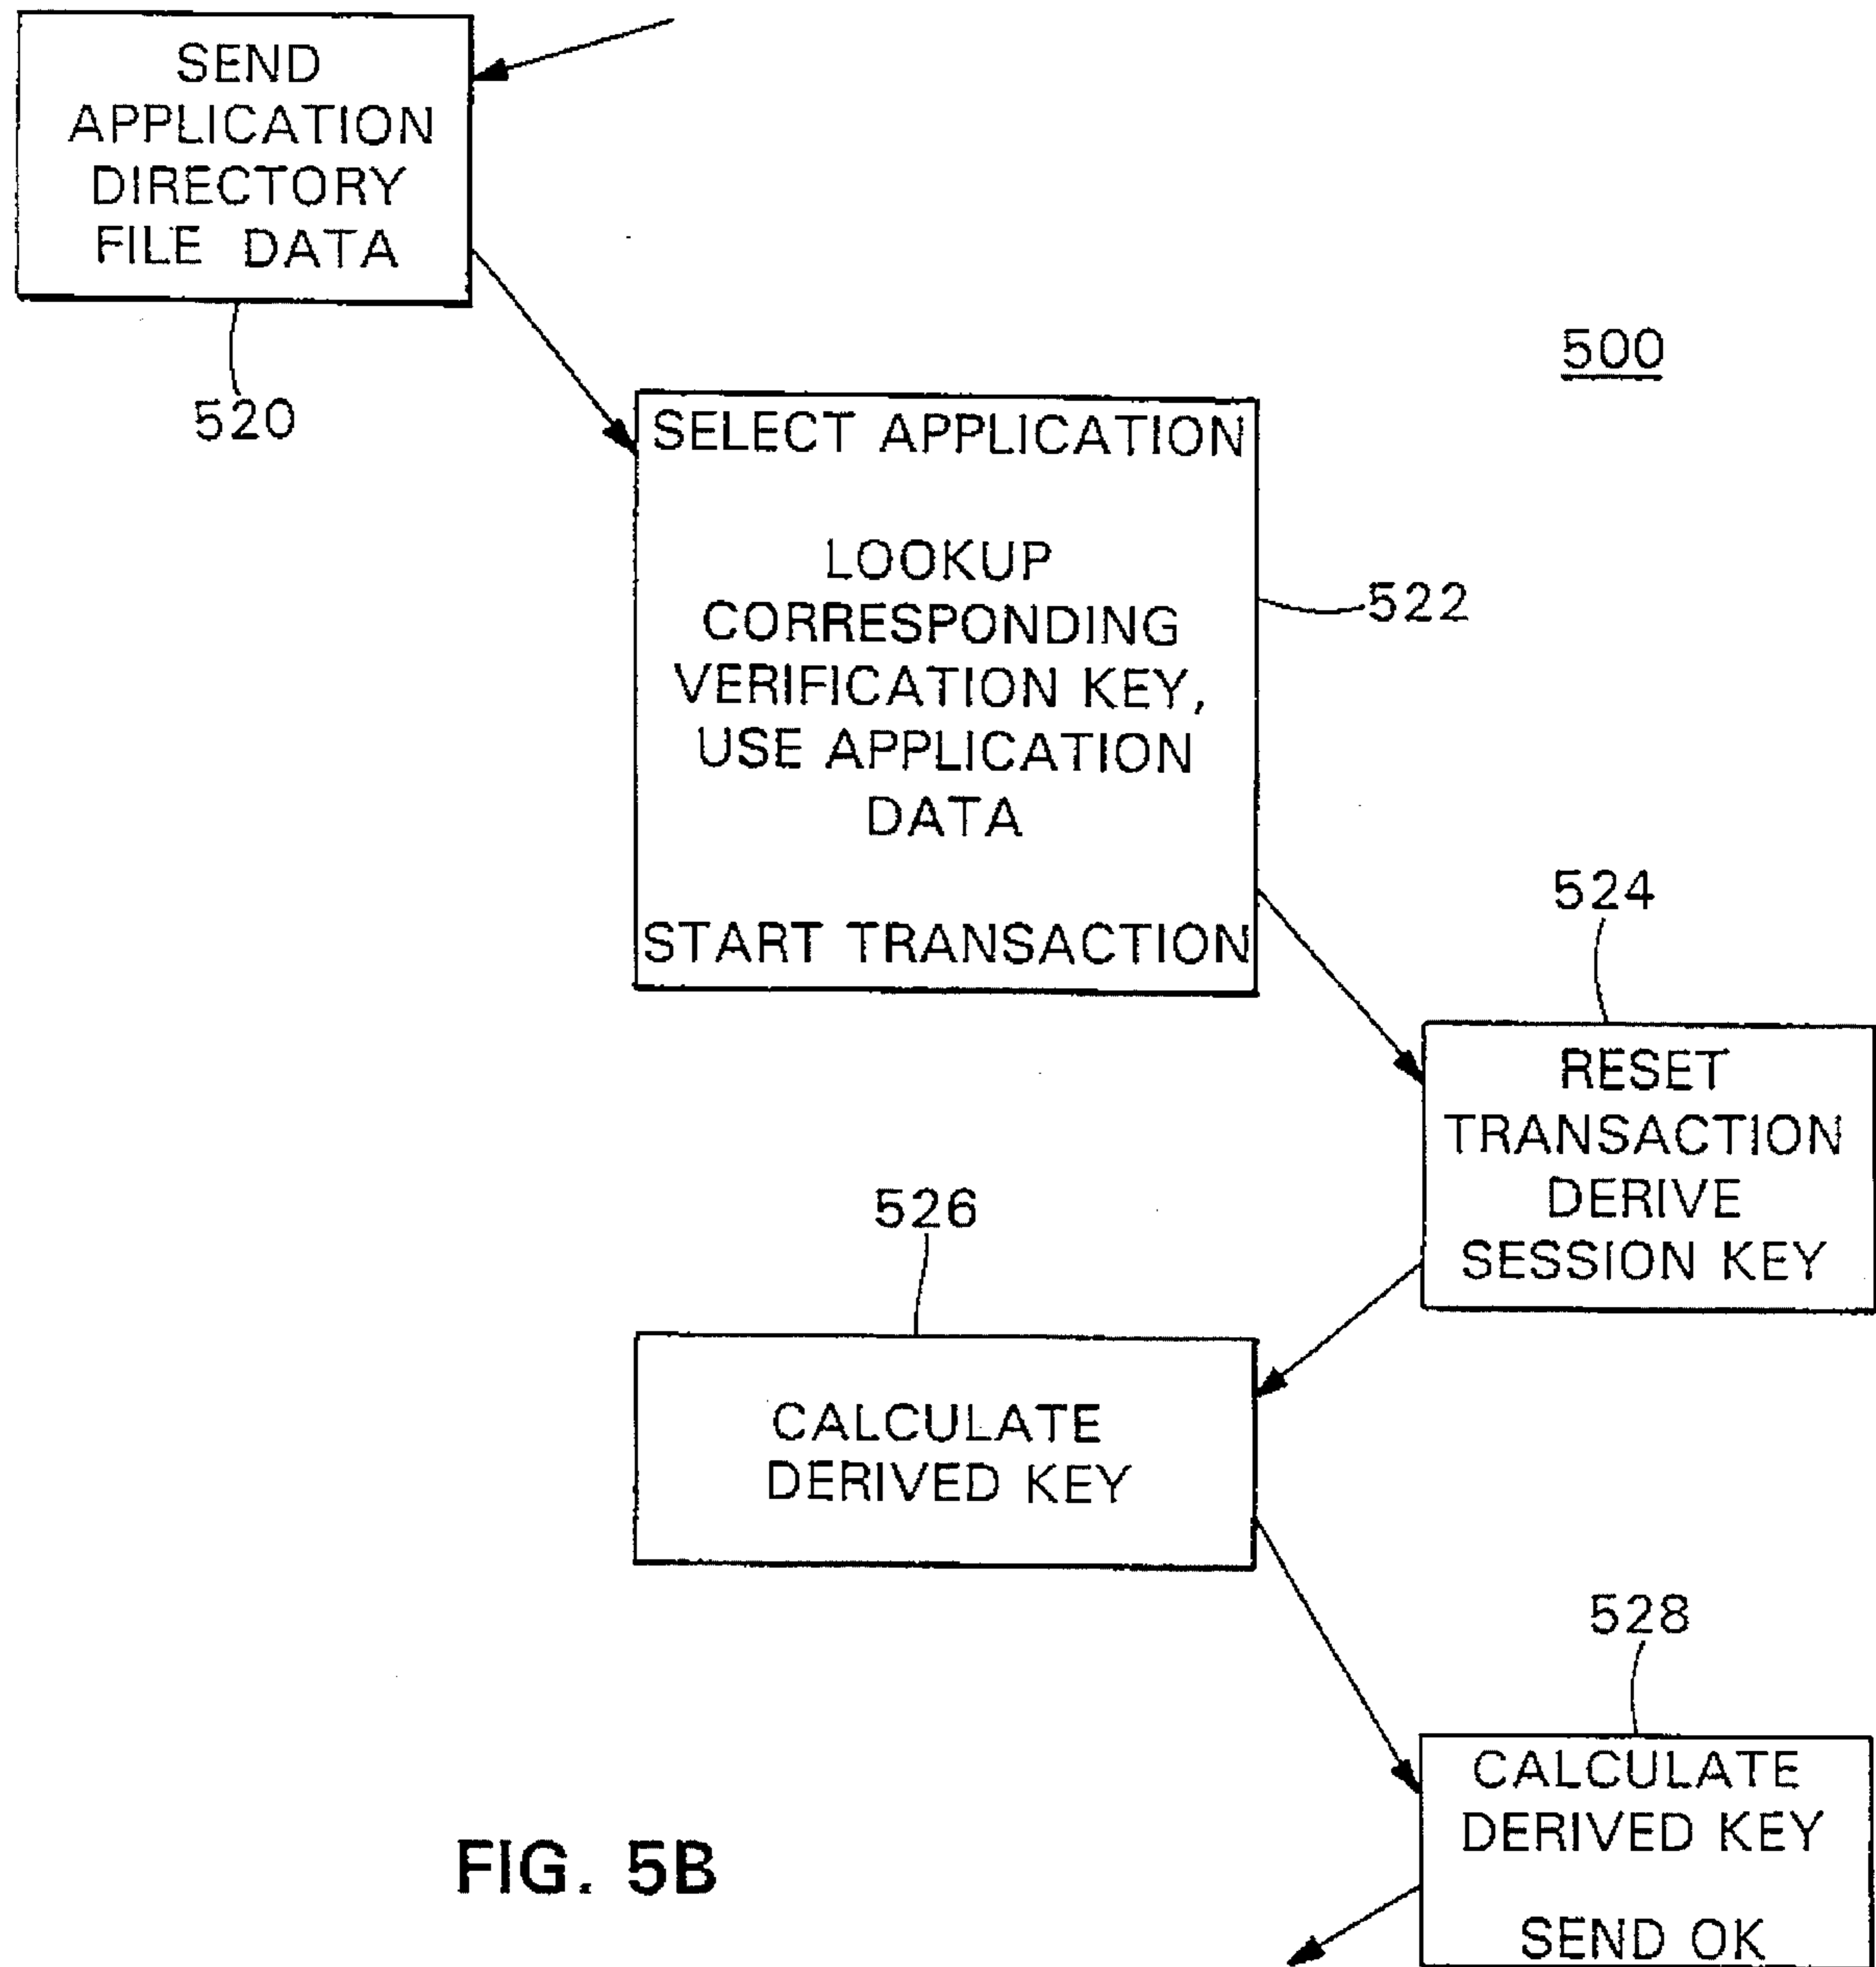 SEND
APPLICATION
DIRECTORY
FILE DATA
520
500
SELECT APPLICATION
LOOKUP
CORRESPONDING
VERIFICATION KEY,
USE APPLICATION
DATA
START TRANSACTION
522
524
RESET
TRANSACTION
DERIVE
SESSION KEY
526
CALCULATE
DERIVED KEY
528
CALCULATE
DERIVED KEY
SEND OK
FIG. 5B